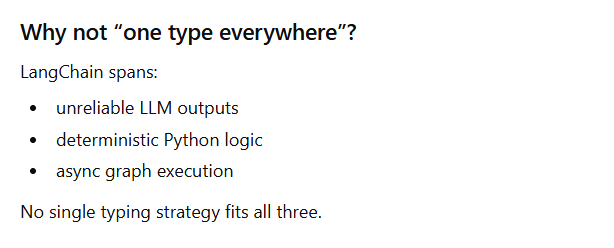 Why not “one type everywhere”?
LangChain spans:
• unreliable LLM outputs
• deterministic Python logic
• async graph execution
No single typing strategy fits all three.